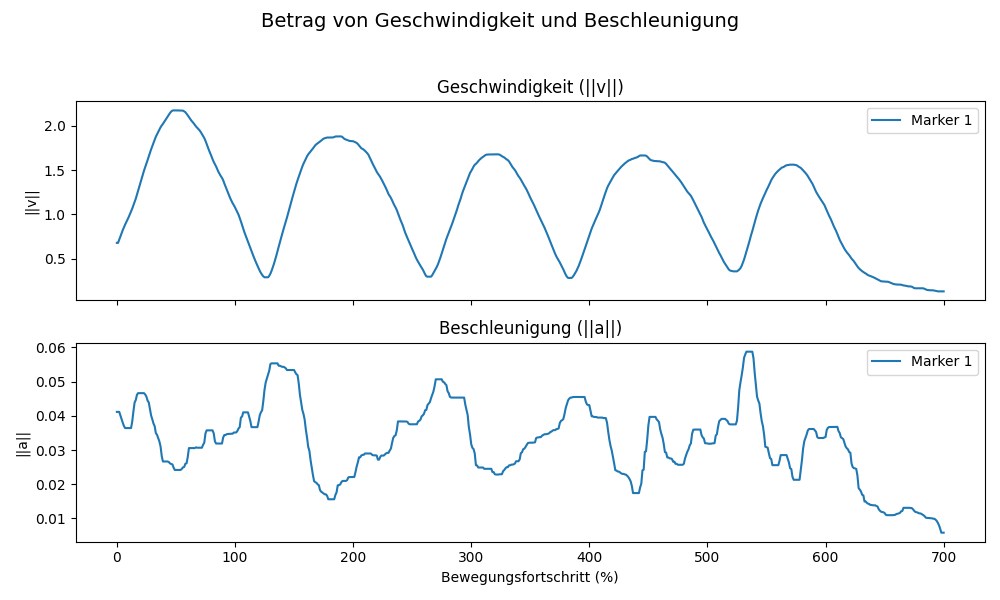 Betrag von Geschwindigkeit und Beschleunigung
Geschwindigkeit (||v||)
Marker 1
2.0
1.5
1.0
0.5
||v||
Beschleunigung (||a||)
Marker 1
0.06
0.05
0.04
0.03
0.02
0.01
||a||
0 100 200 300 400 500 600 700
Bewegungsfortschritt (%)